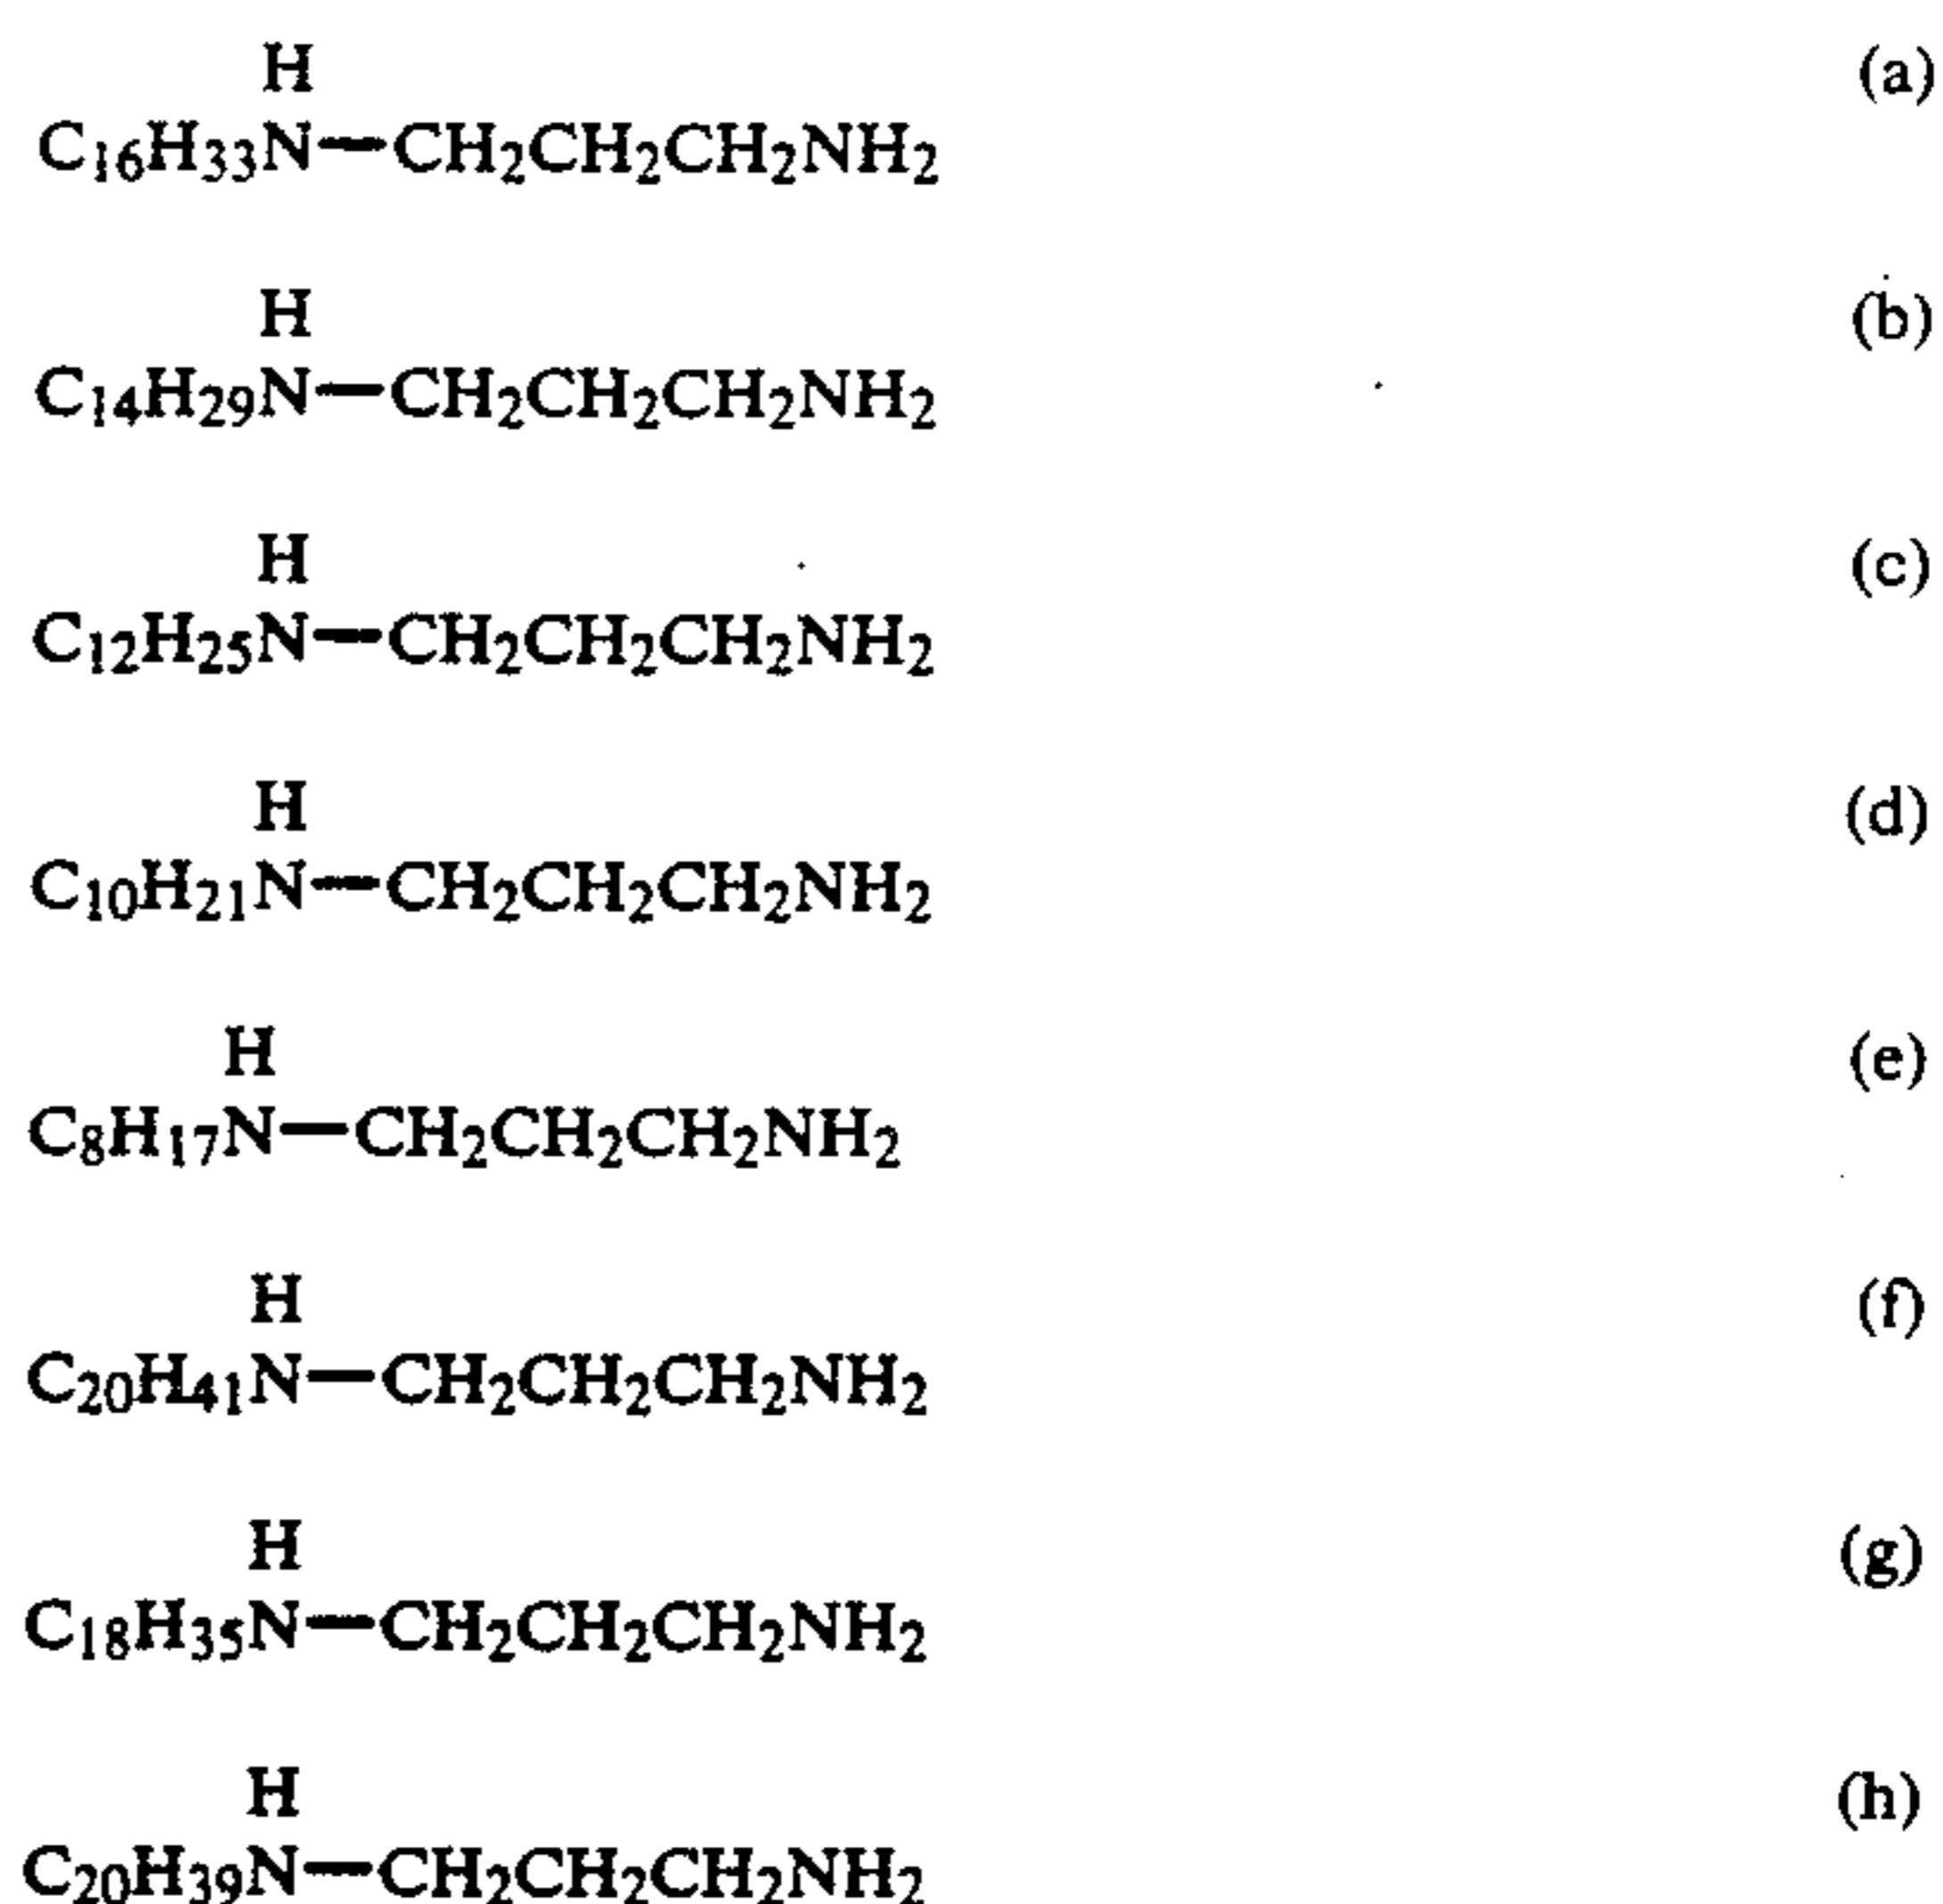 H (a)
C₁₆H₃₃N—CH₂CH₂CH₂NH₂
H (b)
C₁₄H₂₉N—CH₂CH₂CH₂NH₂
H (c)
C₁₂H₂₅N—CH₂CH₂CH₂NH₂
H (d)
C₁₀H₂₁N—CH₂CH₂CH₂NH₂
H (e)
C₈H₁₇N—CH₂CH₂CH₂NH₂
H (f)
C₂₀H₄₁N—CH₂CH₂CH₂NH₂
H (g)
C₁₈H₃₅N—CH₂CH₂CH₂NH₂
H (h)
C₂₀H₃₉N—CH₂CH₂CH₂NH₂